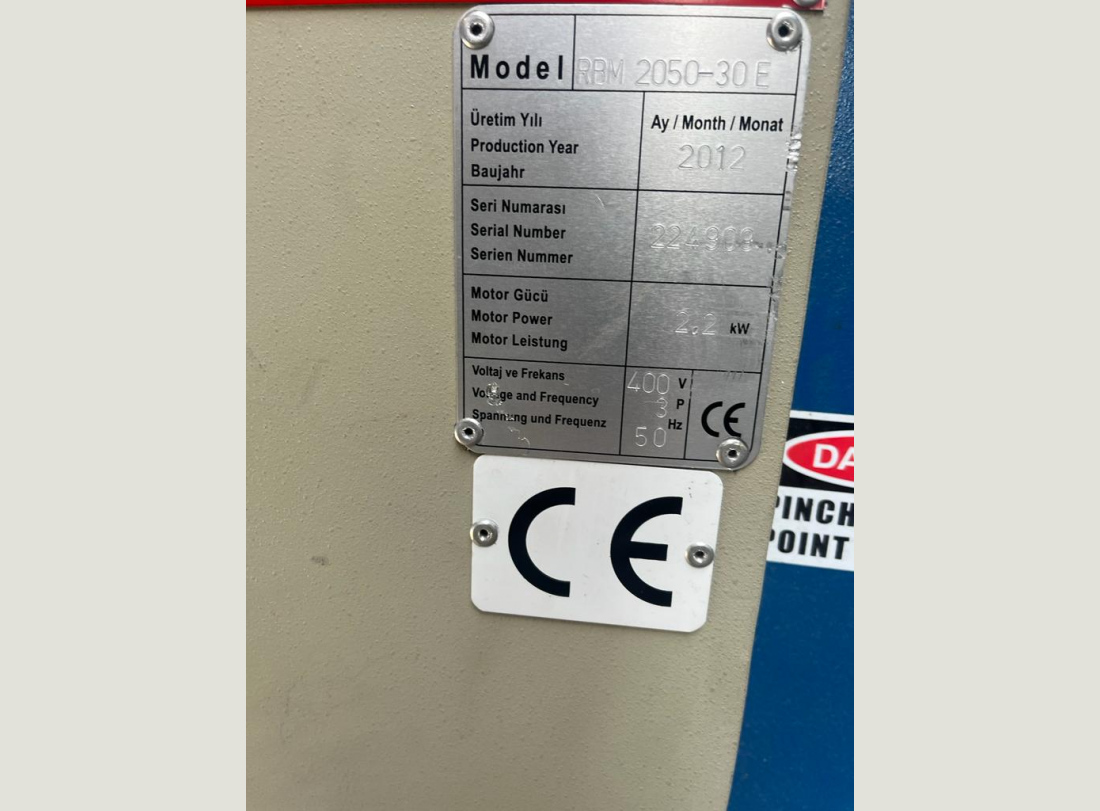 Model RBM 2050-30 E
Üretim Yılı
Production Year
Baujahr
Ay / Month / Monat
2012
Seri Numarası
Serial Number
Serien Nummer
224909
Motor Gücü
Motor Power
Motor Leistung
2,2 kW
Voltaj ve Frekans
Voltage and Frequency
Spannung und Frequenz
400 V
3 P
50 Hz
CE
CE
DA
PINCH
POINT